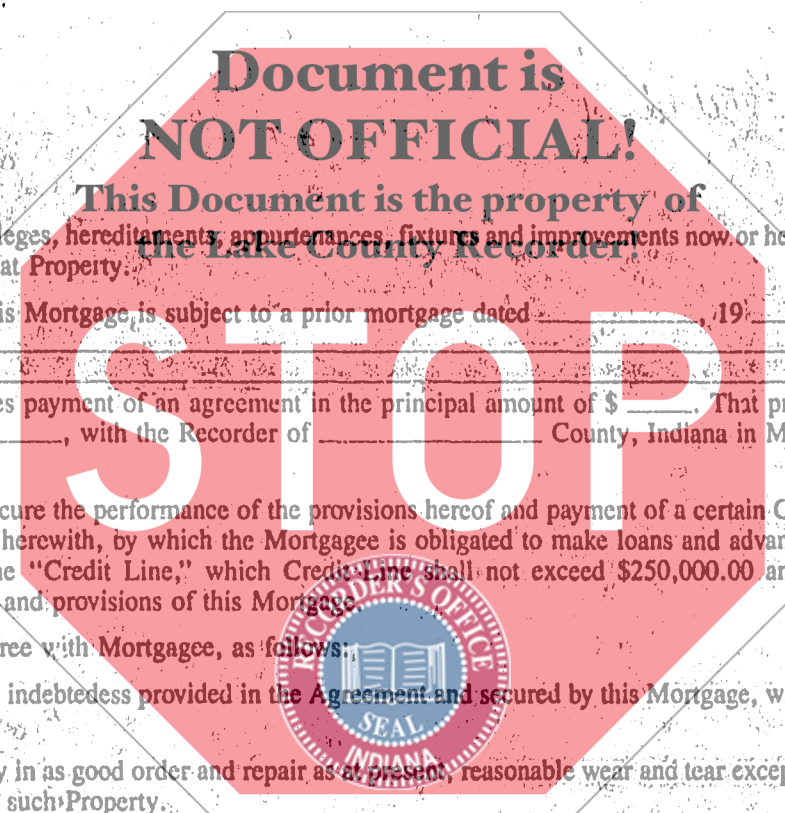 Document is
NOT OFFICIAL!
This Document is the property of
the Lake County Recorder!
leges, hereditaments, appurtenances, fixtures and improvements now or he
at Property.
is Mortgage is subject to a prior mortgage dated ____________, 19 ___
es payment of an agreement in the principal amount of $ ______. That pr
_____, with the Recorder of ________________ County, Indiana in M
STOP
cure the performance of the provisions hereof and payment of a certain C
herewith, by which the Mortgagee is obligated to make loans and advan
ne "Credit Line," which Credit Line shall not exceed $250,000.00 an
and provisions of this Mortgage.
ree with Mortgagee, as follows:
indebtedess provided in the Agreement and secured by this Mortgage, w
RECORDER'S OFFICE
SEAL
INDIANA
y in as good order and repair as at present, reasonable wear and tear excep
such Property.